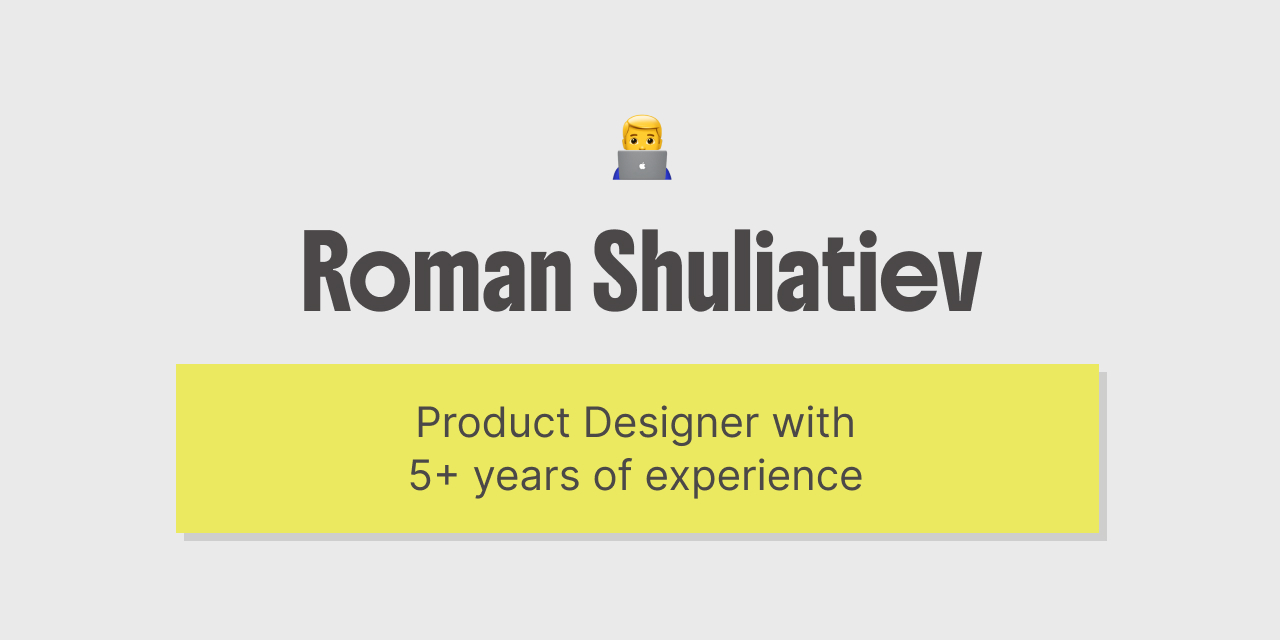 Roman Shuliatiev
Product Designer with
5+ years of experience